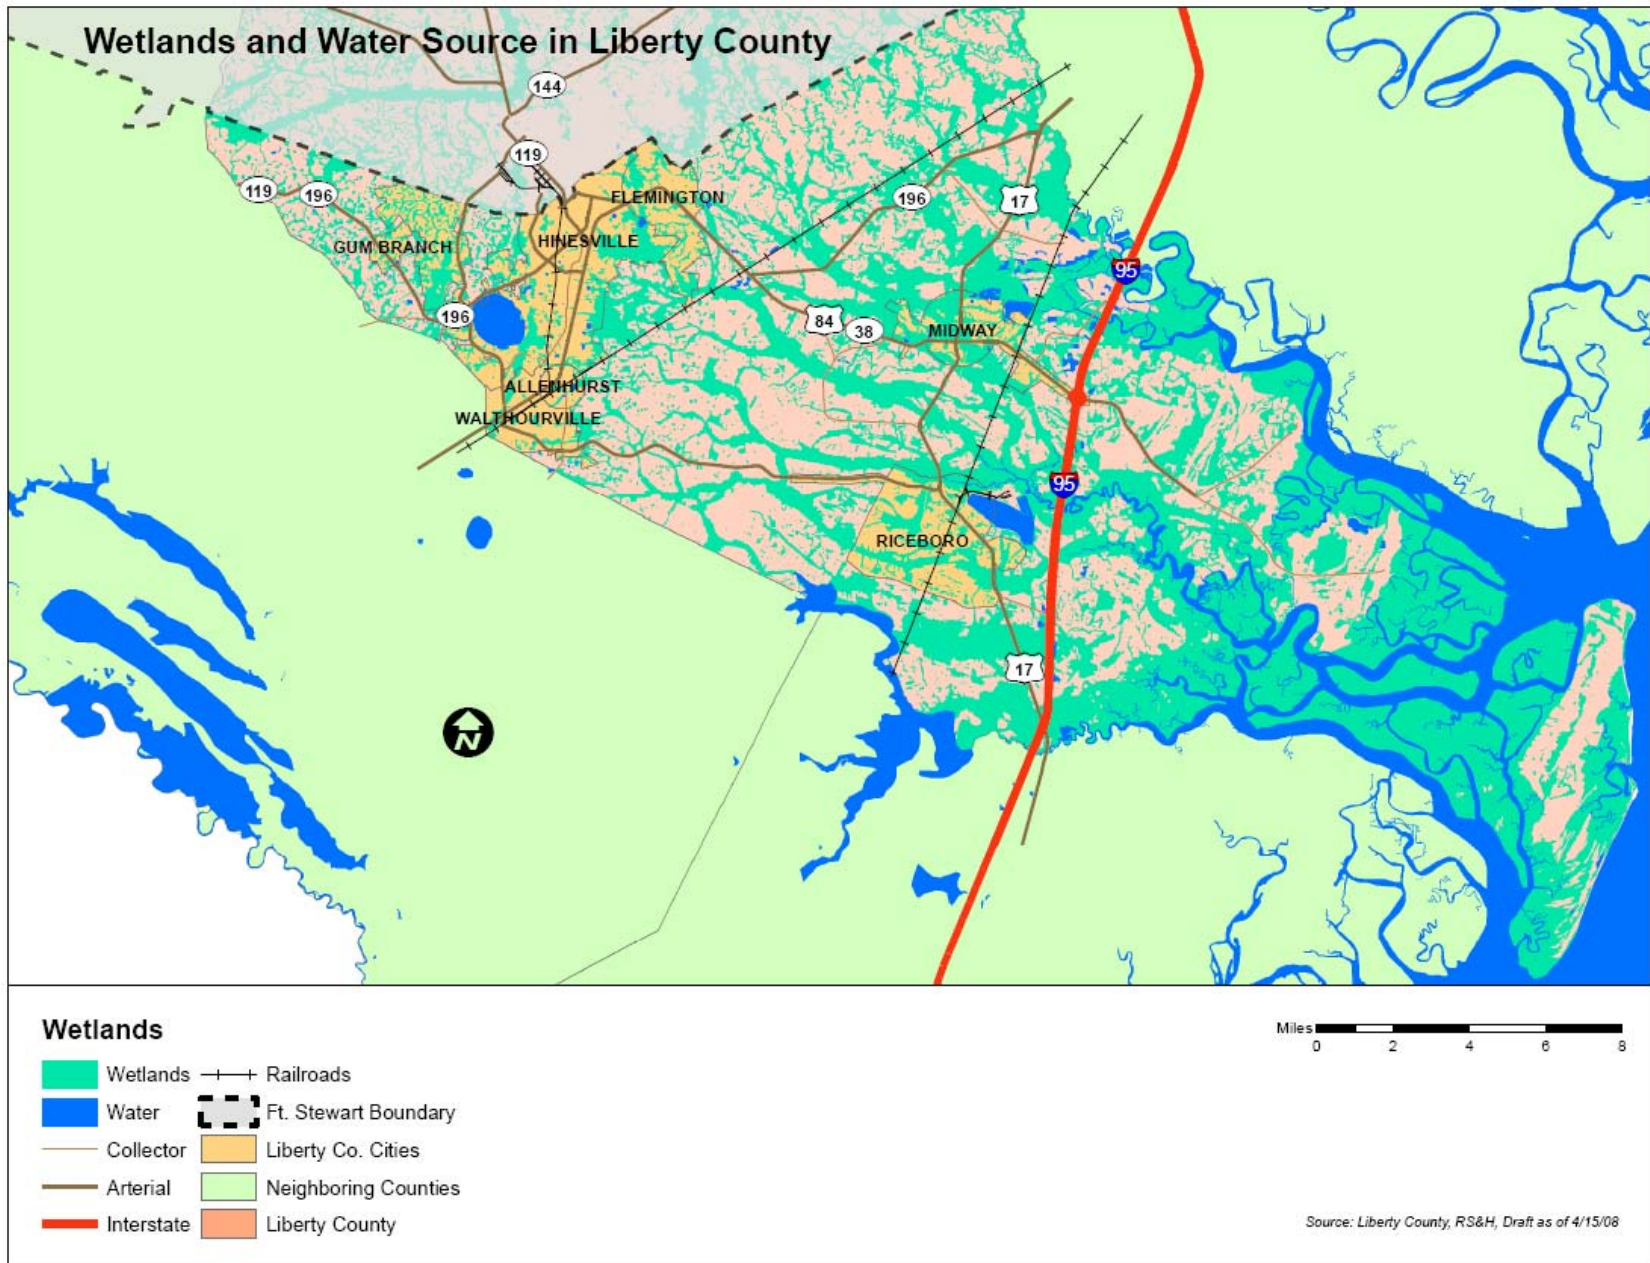 Wetlands and Water Source in Liberty County
144
119
119
196
FLEMINGTON
196
17
GUM BRANCH
HINESVILLE
95
196
84
38
MIDWAY
ALLENHURST
WALTHOURVILLE
95
RICEBORO
17
N
Wetlands
Wetlands
Railroads
Water
Ft. Stewart Boundary
Collector
Liberty Co. Cities
Arterial
Neighboring Counties
Interstate
Liberty County
Miles
0 2 4 6 8
Source: Liberty County, RS&H, Draft as of 4/15/08